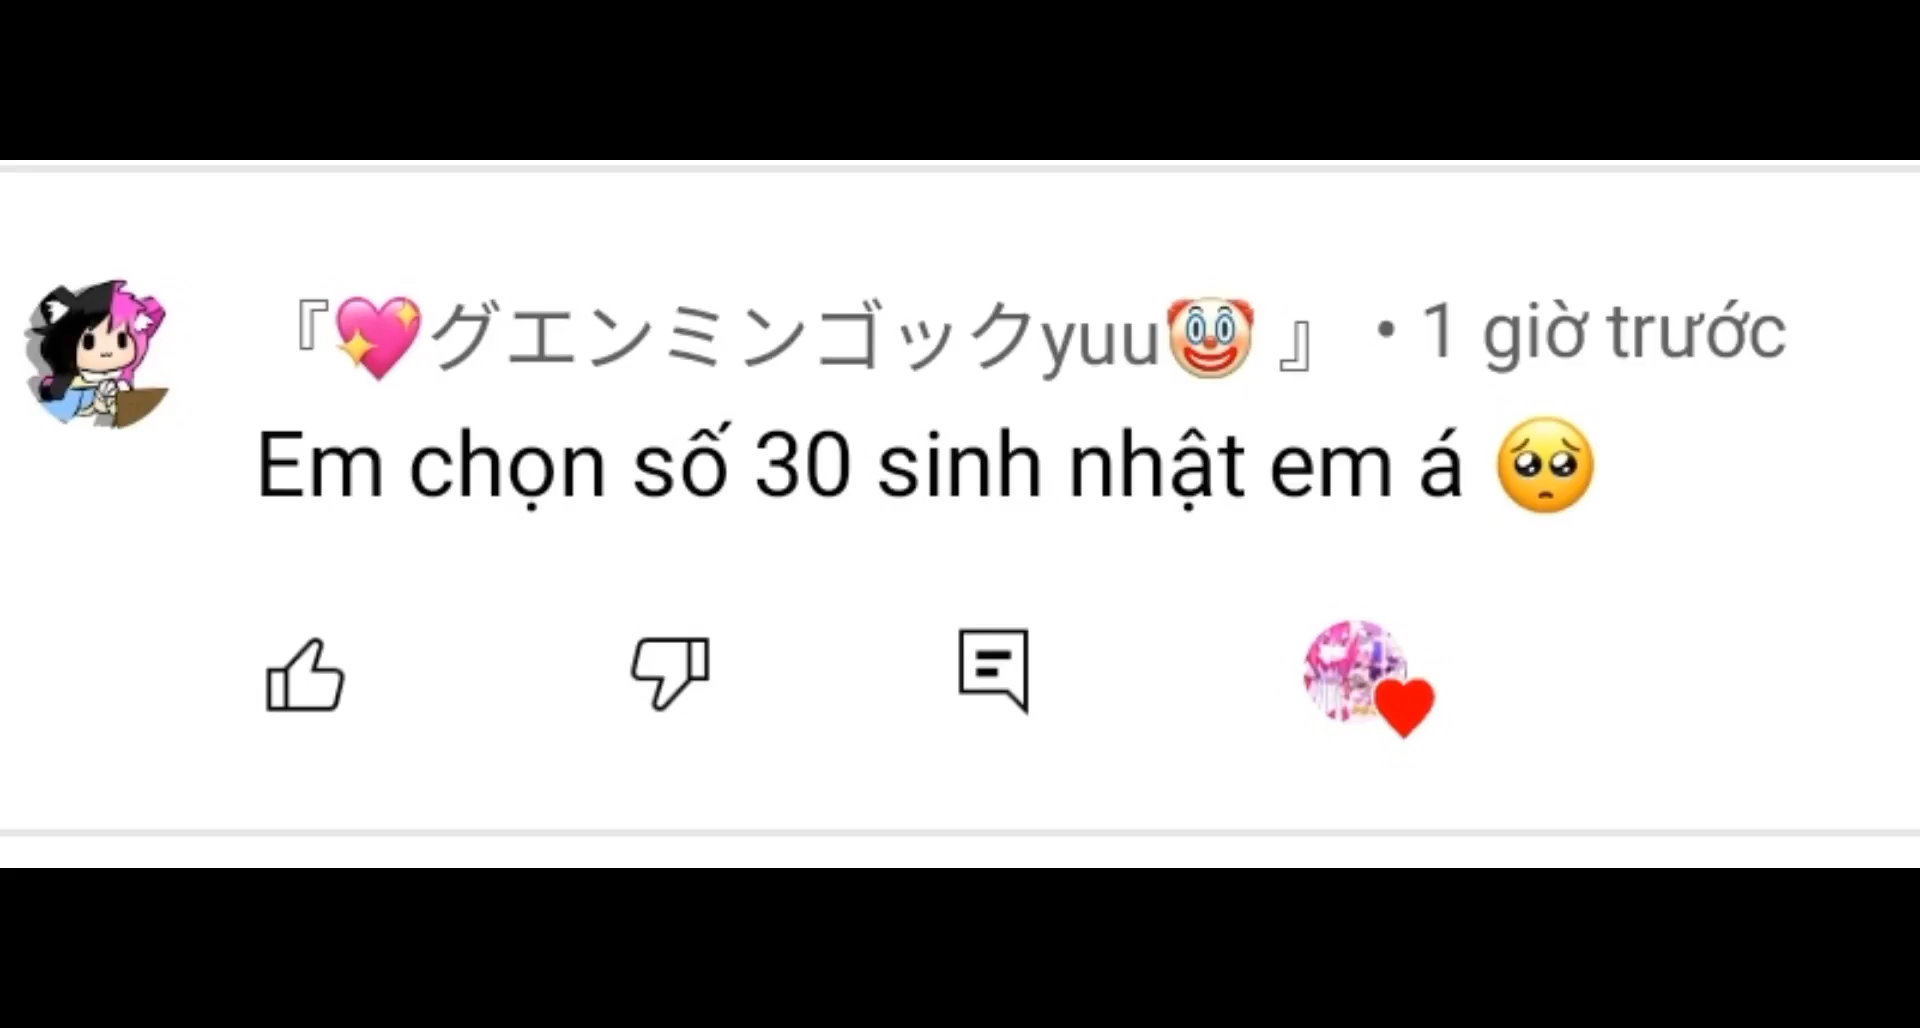 『💖グエンミンゴックyuu🤡 』 • 1 giờ trước
Em chọn số 30 sinh nhật em á 🥺